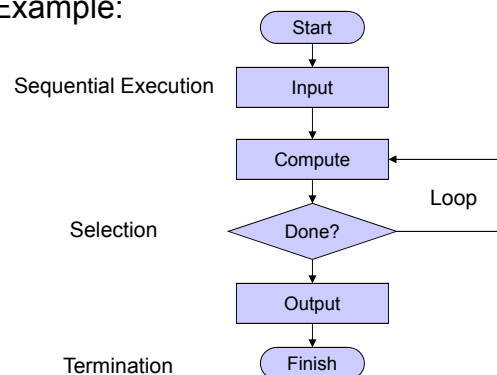 Example:
Start
Sequential Execution
Input
Compute
Loop
Selection
Done?
Output
Termination
Finish